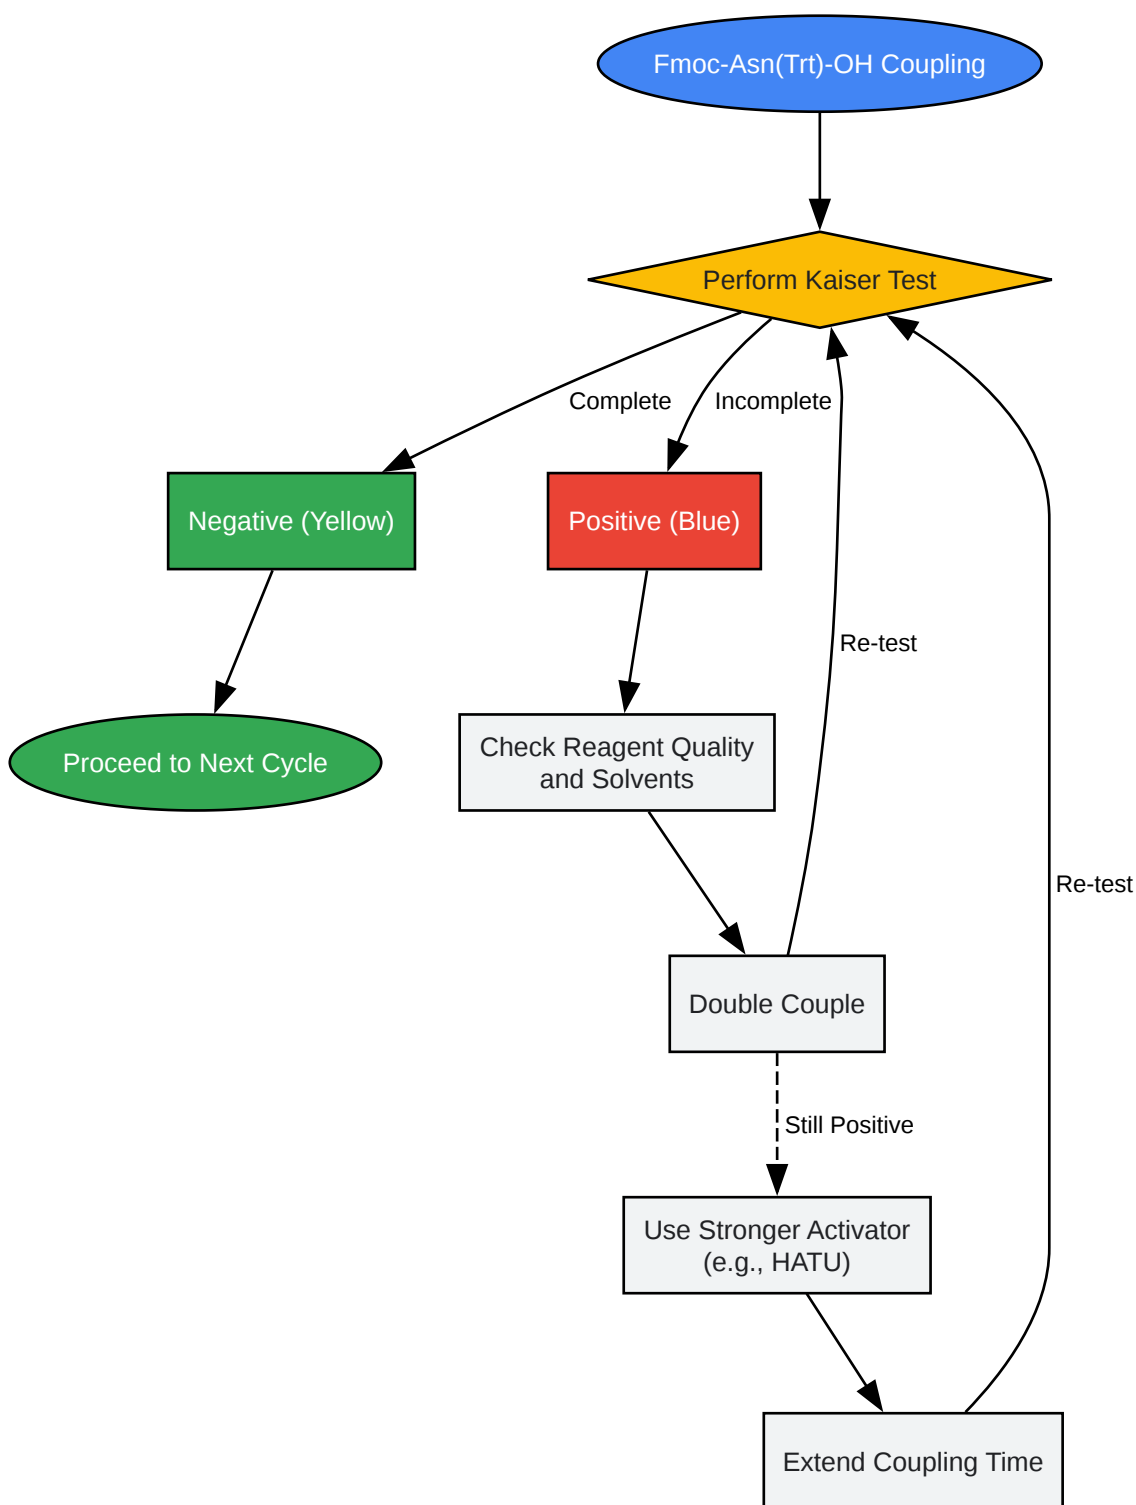 Fmoc-Asn(Trt)-OH Coupling
Perform Kaiser Test
Complete
Incomplete
Negative (Yellow)
Positive (Blue)
Re-test
Check Reagent Quality
and Solvents
Proceed to Next Cycle
Re-test
Double Couple
Still Positive
Use Stronger Activator
(e.g., HATU)
Extend Coupling Time